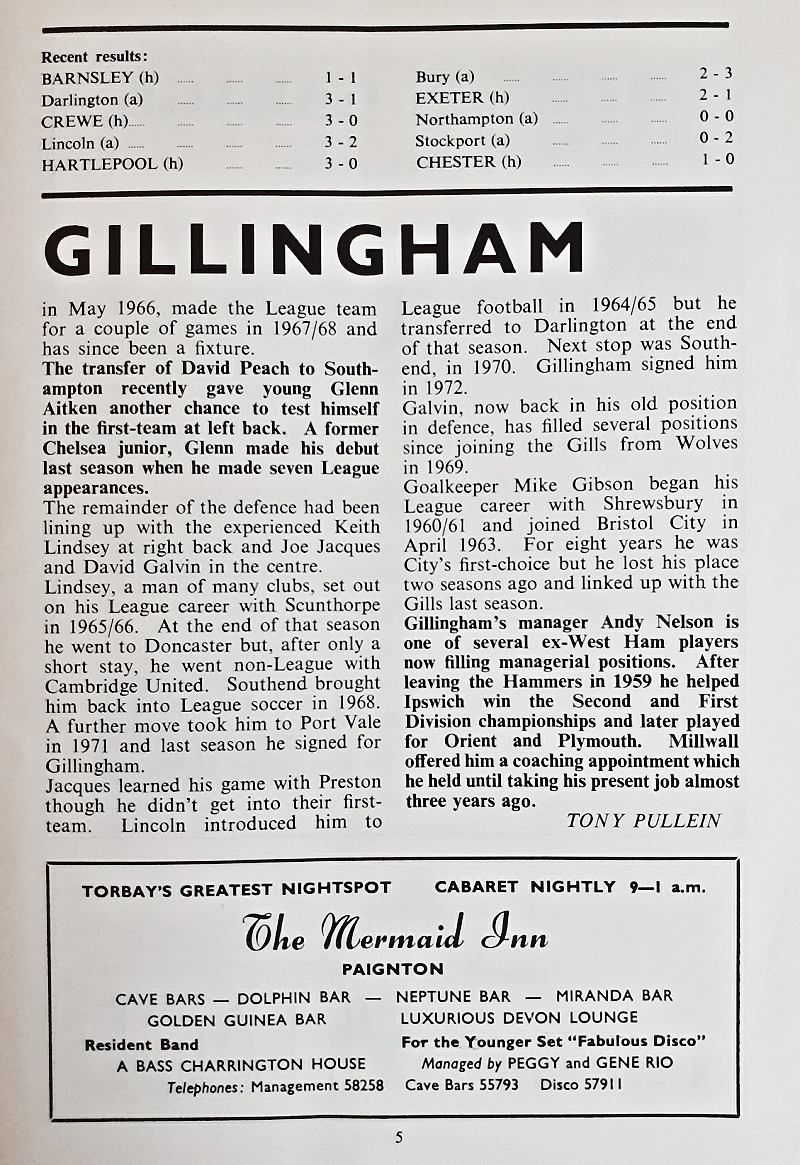 Recent results:
BARNSLEY (h) ...... ...... ...... 1 - 1
Darlington (a) ...... ...... 3 - 1
CREWE (h)...... ...... ...... 3 - 0
Lincoln (a) ...... ...... ...... 3 - 2
HARTLEPOOL (h) ...... ...... 3 - 0
Bury (a) ...... ...... ...... ...... 2 - 3
EXETER (h) ...... ...... ...... 2 - 1
Northampton (a) ...... ...... ...... 0 - 0
Stockport (a) ...... ...... ...... 0 - 2
CHESTER (h) ...... ...... ...... 1 - 0
GILLINGHAM
in May 1966, made the League team
for a couple of games in 1967/68 and
has since been a fixture.
The transfer of David Peach to South-
ampton recently gave young Glenn
Aitken another chance to test himself
in the first-team at left back. A former
Chelsea junior, Glenn made his debut
last season when he made seven League
appearances.
The remainder of the defence had been
lining up with the experienced Keith
Lindsey at right back and Joe Jacques
and David Galvin in the centre.
Lindsey, a man of many clubs, set out
on his League career with Scunthorpe
in 1965/66. At the end of that season
he went to Doncaster but, after only a
short stay, he went non-League with
Cambridge United. Southend brought
him back into League soccer in 1968.
A further move took him to Port Vale
in 1971 and last season he signed for
Gillingham.
Jacques learned his game with Preston
though he didn't get into their first-
team. Lincoln introduced him to
League football in 1964/65 but he
transferred to Darlington at the end
of that season. Next stop was South-
end, in 1970. Gillingham signed him
in 1972.
Galvin, now back in his old position
in defence, has filled several positions
since joining the Gills from Wolves
in 1969.
Goalkeeper Mike Gibson began his
League career with Shrewsbury in
1960/61 and joined Bristol City in
April 1963. For eight years he was
City's first-choice but he lost his place
two seasons ago and linked up with the
Gills last season.
Gillingham's manager Andy Nelson is
one of several ex-West Ham players
now filling managerial positions. After
leaving the Hammers in 1959 he helped
Ipswich win the Second and First
Division championships and later played
for Orient and Plymouth. Millwall
offered him a coaching appointment which
he held until taking his present job almost
three years ago.
TONY PULLEIN
TORBAY'S GREATEST NIGHTSPOT CABARET NIGHTLY 9—1 a.m.
The Mermaid Inn
PAIGNTON
CAVE BARS — DOLPHIN BAR — NEPTUNE BAR — MIRANDA BAR
GOLDEN GUINEA BAR LUXURIOUS DEVON LOUNGE
Resident Band For the Younger Set "Fabulous Disco"
A BASS CHARRINGTON HOUSE Managed by PEGGY and GENE RIO
Telephones: Management 58258 Cave Bars 55793 Disco 57911
5